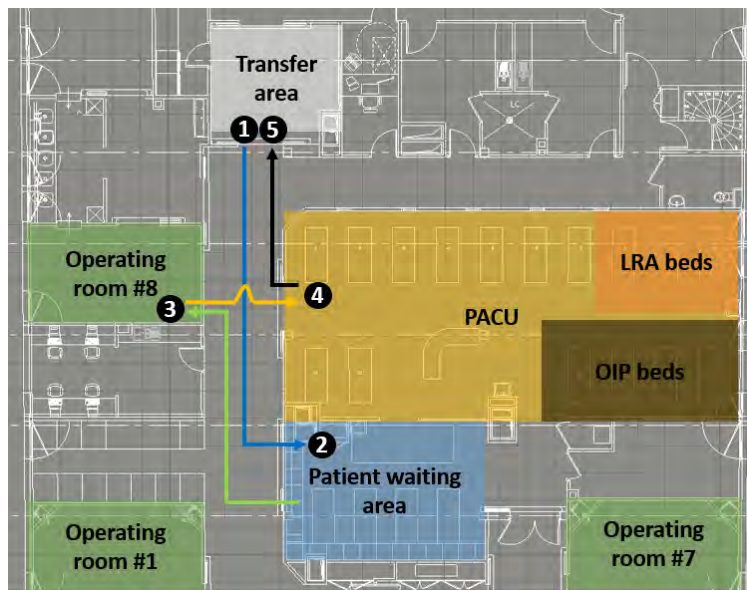 Transfer
area
1 5
Operating
room #8
3
4
LRA beds
PACU
OIP beds
2
Patient waiting
area
Operating
room #1
Operating
room #7
LC